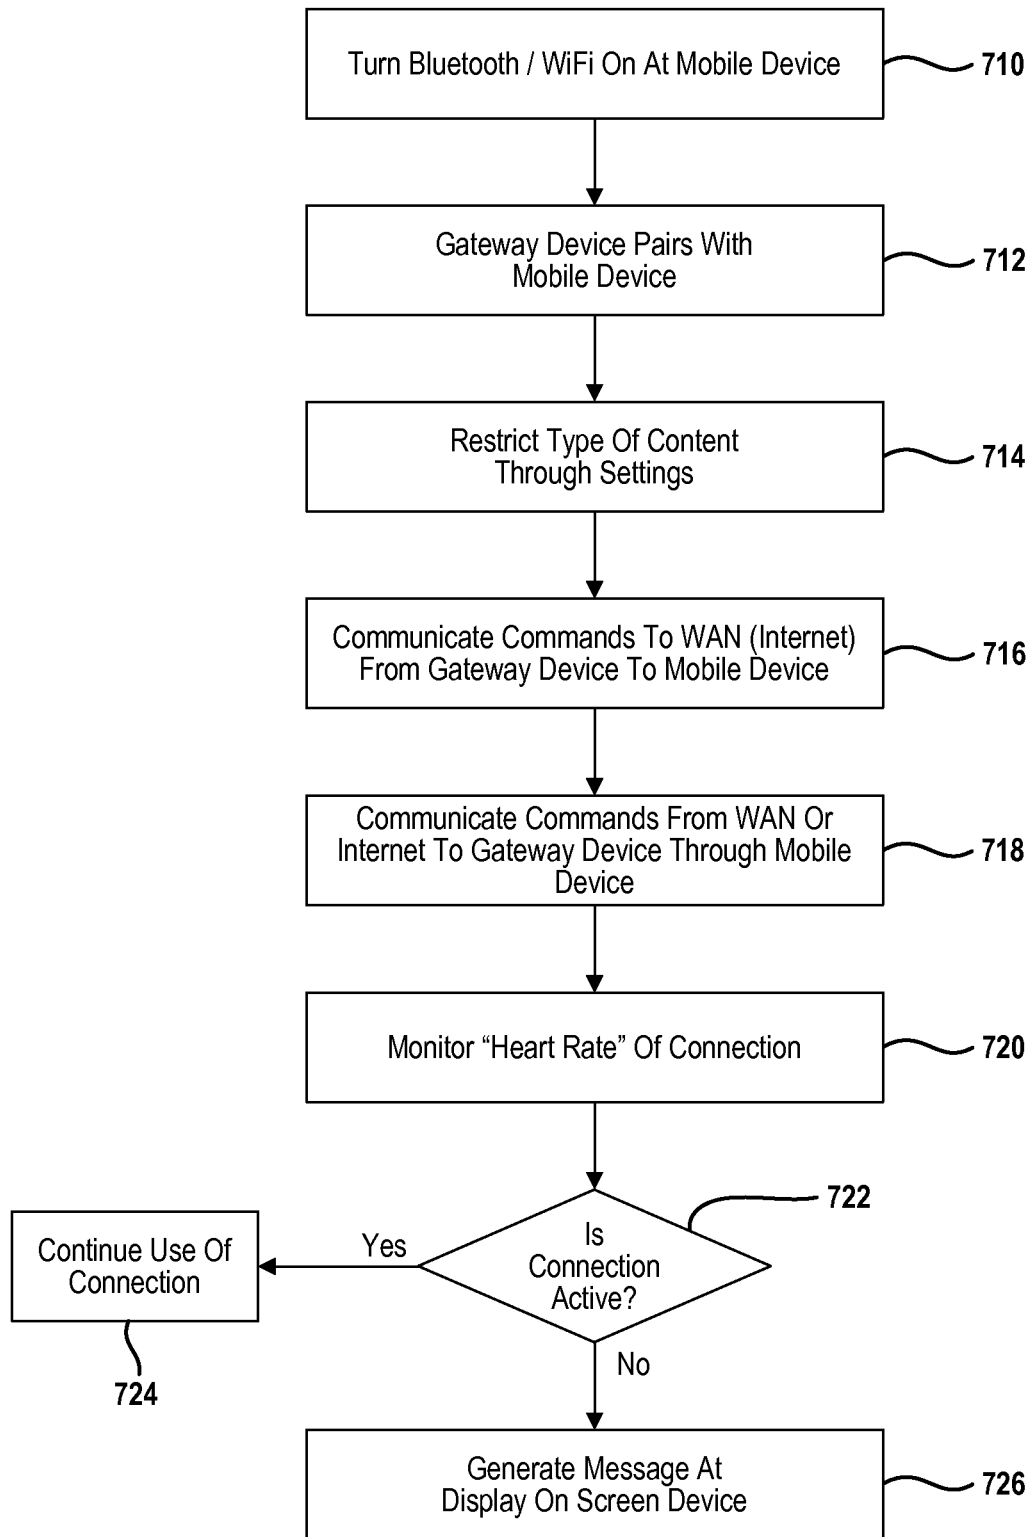 Turn Bluetooth / WiFi On At Mobile Device
710
Gateway Device Pairs With
Mobile Device
712
Restrict Type Of Content
Through Settings
714
Communicate Commands To WAN (Internet)
From Gateway Device To Mobile Device
716
Communicate Commands From WAN Or
Internet To Gateway Device Through Mobile
Device
718
Monitor “Heart Rate” Of Connection
720
Is
Connection
Active?
722
Yes
Continue Use Of
Connection
724
No
Generate Message At
Display On Screen Device
726